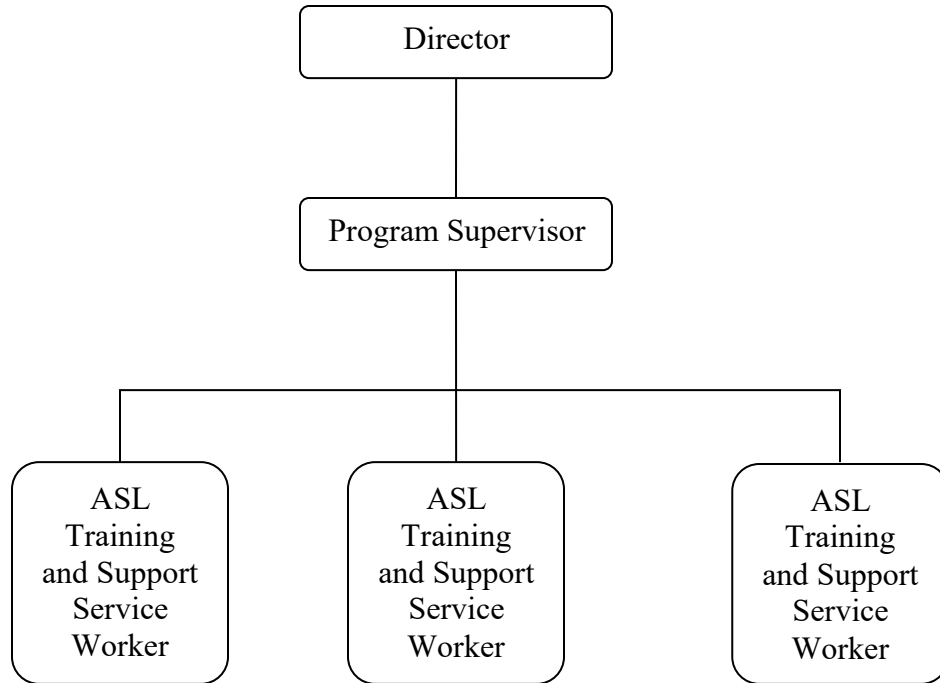 Director
Program Supervisor
ASL
Training
and Support
Service
Worker
ASL
Training
and Support
Service
Worker
ASL
Training
and Support
Service
Worker